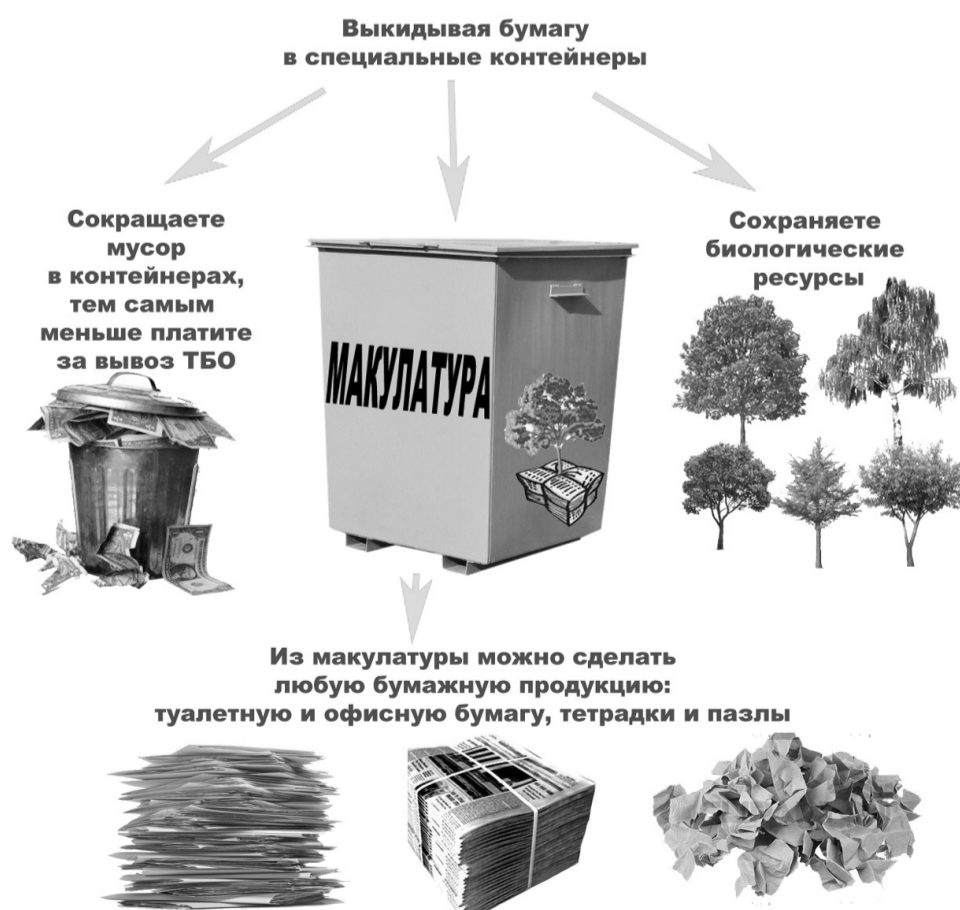 Выкидывая бумагу
в специальные контейнеры
Сокращаете
мусор
в контейнерах,
тем самым
меньше платите
за вывоз ТБО
МАКУЛАТУРА
Сохраняете
биологические
ресурсы
Из макулатуры можно сделать
любую бумажную продукцию:
туалетную и офисную бумагу, тетрадки и пазлы